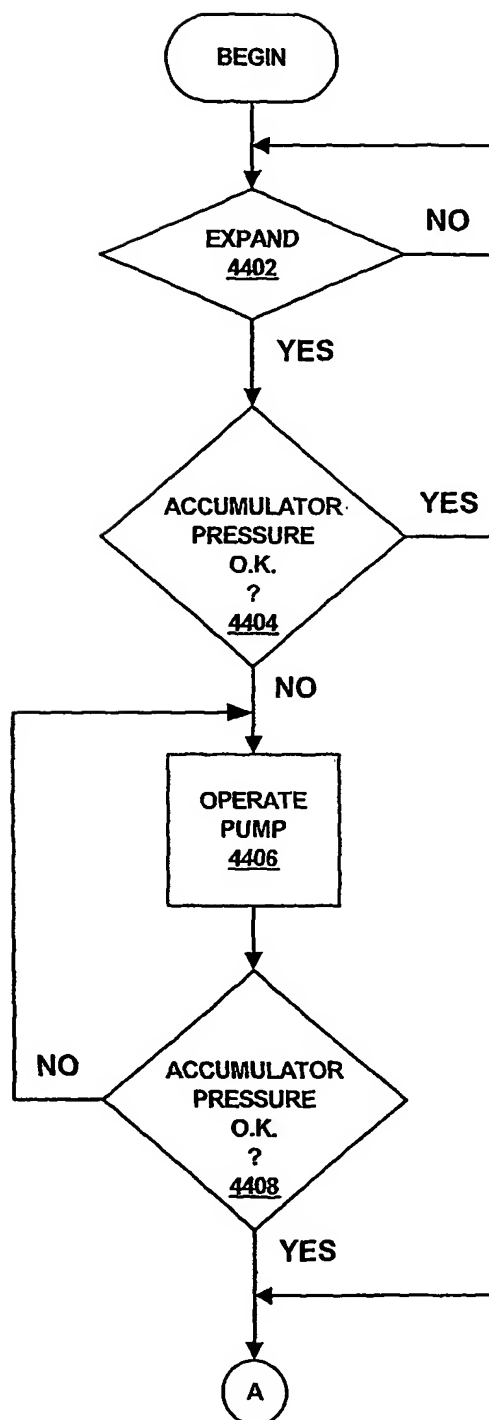 BEGIN
EXPAND
4402
NO
YES
ACCUMULATOR
PRESSURE
O.K.
?
4404
YES
NO
OPERATE
PUMP
4406
NO
ACCUMULATOR
PRESSURE
O.K.
?
4408
YES
A